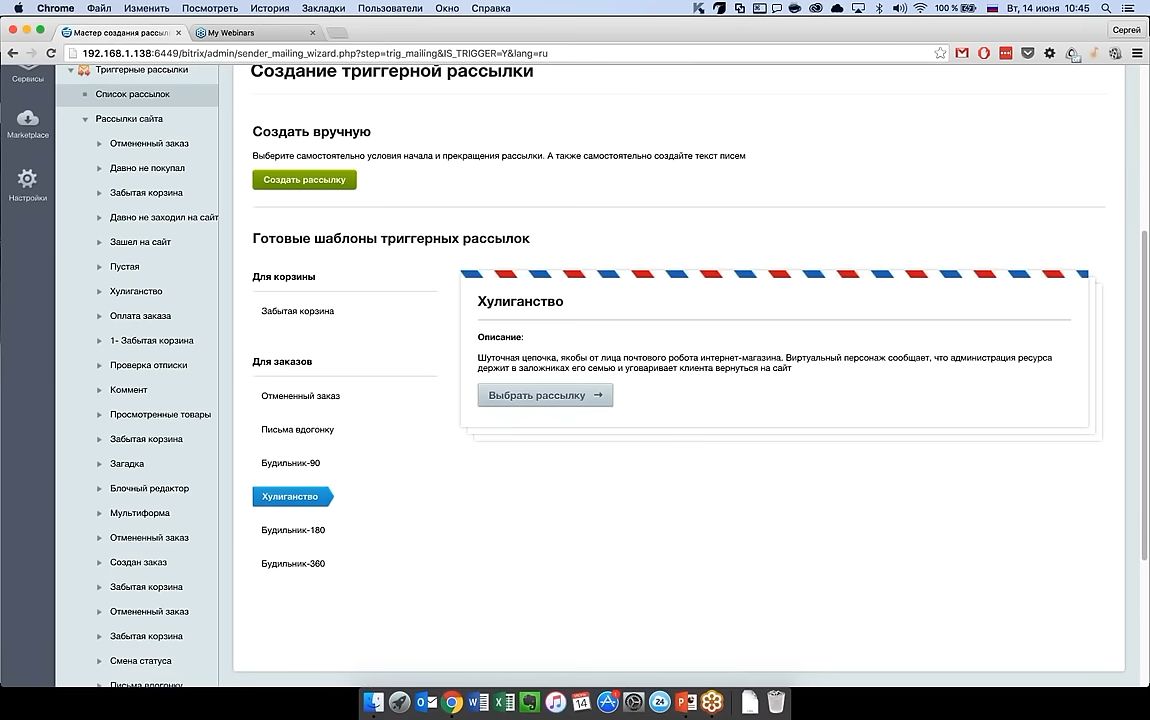 Chrome Файл Изменить Посмотреть История Закладки Пользователи Окно Справка 100 % Вт, 14 июня 10:45
Мастер создания рассыл × My Webinars × Сергей
192.168.1.138:6449/bitrix/admin/sender_mailing_wizard.php?step=trig_mailing&IS_TRIGGER=Y&lang=ru
Сервисы
Marketplace
Настройки
Триггерные рассылки
Список рассылок
Рассылки сайта
Отмененный заказ
Давно не покупал
Забытая корзина
Давно не заходил на сайт
Зашел на сайт
Пустая
Хулиганство
Оплата заказа
1- Забытая корзина
Проверка отписки
Коммент
Просмотренные товары
Забытая корзина
Загадка
Блочный редактор
Мультиформа
Отмененный заказ
Создан заказ
Забытая корзина
Отмененный заказ
Забытая корзина
Смена статуса
Письма вдогонку
Создание триггерной рассылки
Создать вручную
Выберите самостоятельно условия начала и прекращения рассылки. А также самостоятельно создайте текст писем
Создать рассылку
Готовые шаблоны триггерных рассылок
Для корзины
Забытая корзина
Для заказов
Отмененный заказ
Письма вдогонку
Будильник-90
Хулиганство
Будильник-180
Будильник-360
Хулиганство
Описание:
Шуточная цепочка, якобы от лица почтового робота интернет-магазина. Виртуальный персонаж сообщает, что администрация ресурса
держит в заложниках его семью и уговаривает клиента вернуться на сайт
Выбрать рассылку →
14
24